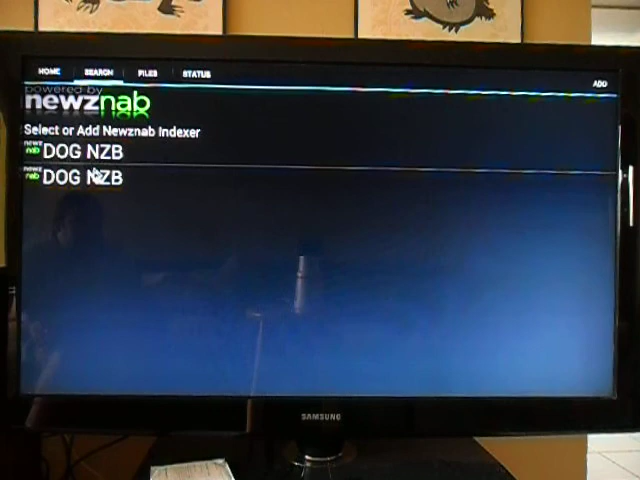 HOME SEARCH FILES STATUS
ADD
powered by
newznab
Select or Add Newznab Indexer
newz nab DOG NZB
newz nab DOG NZB
SAMSUNG